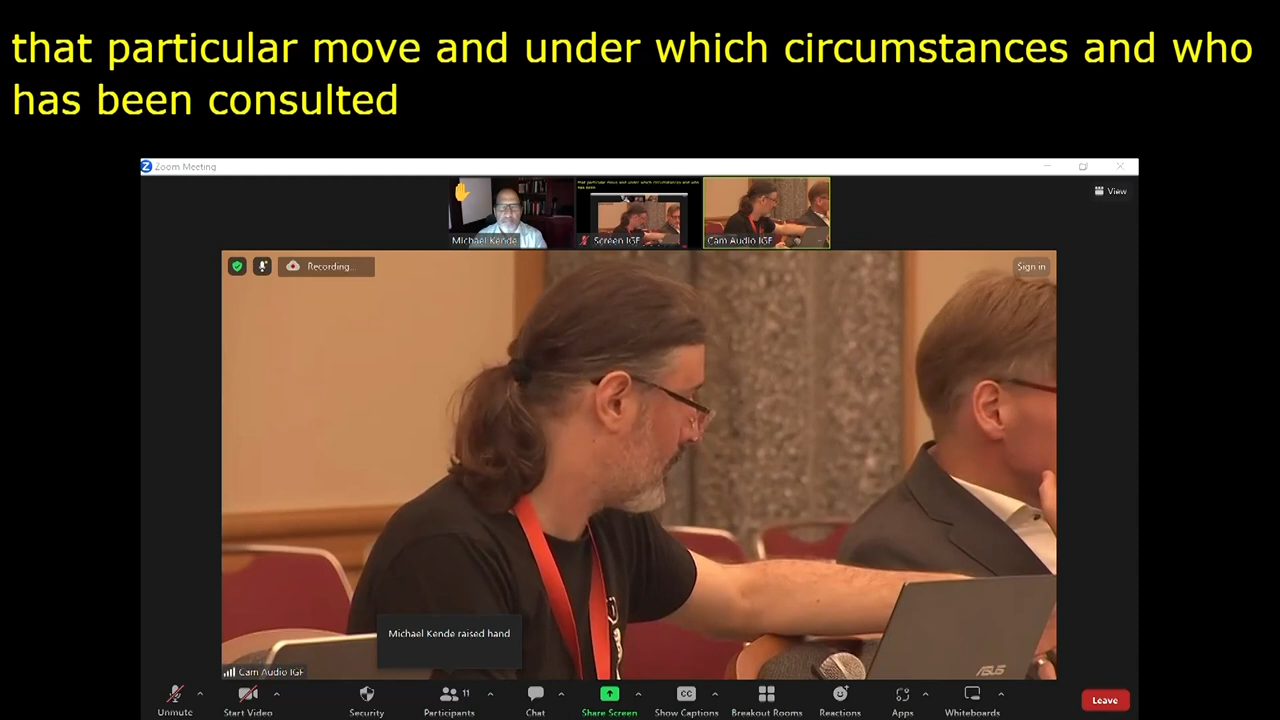 that particular move and under which circumstances and who
has been consulted
Zoom Meeting
View
Michael Kende
Screen IGF
Cam Audio IGF
Recording...
Sign in
Michael Kende raised hand
ASUS
Cam Audio IGF
11
Unmute
Start Video
Security
Participants
Chat
Share Screen
CC
Show Captions
Breakout Rooms
Reactions
Apps
Whiteboards
Leave